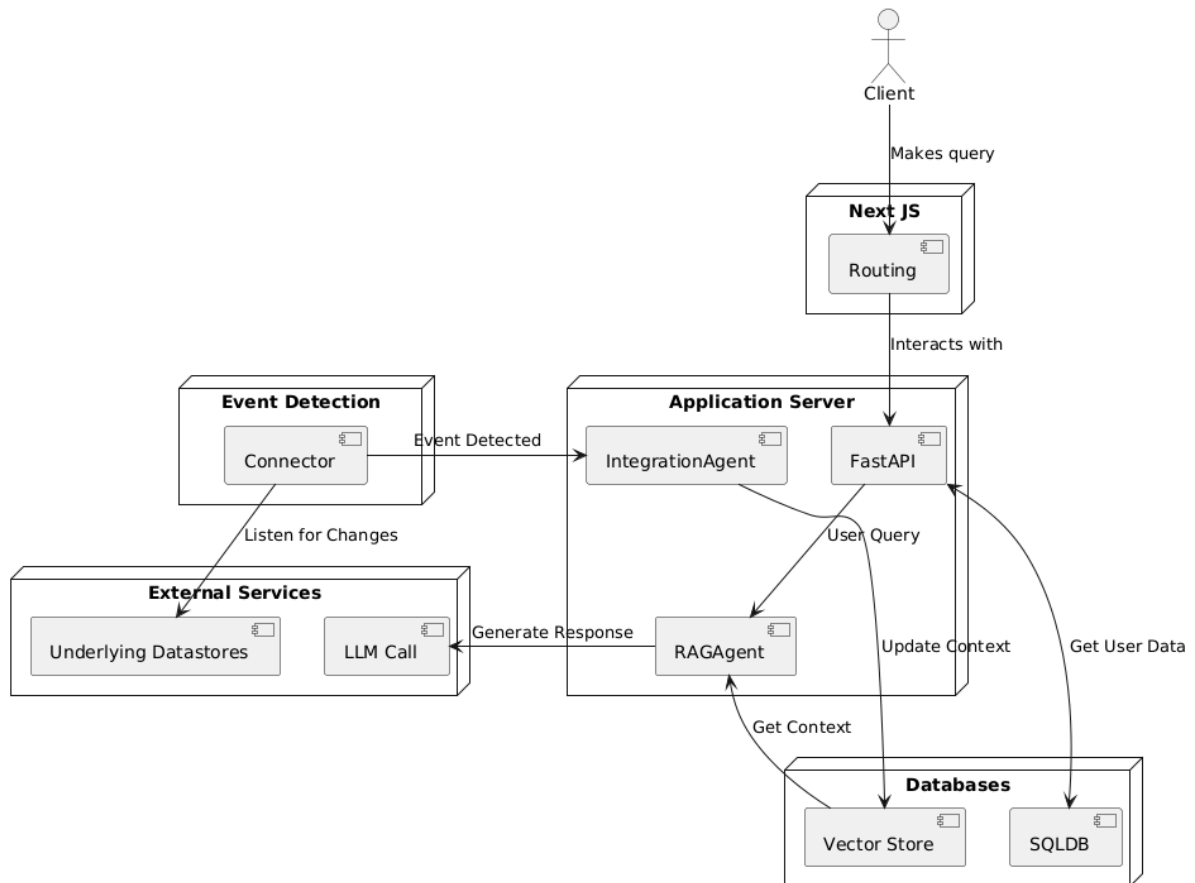 Client
Makes query
Next JS
Routing
Interacts with
Event Detection
Application Server
Connector
Event Detected
IntegrationAgent
FastAPI
Listen for Changes
User Query
External Services
Underlying Datastores
LLM Call
Generate Response
RAGAgent
Update Context
Get User Data
Get Context
Databases
Vector Store
SQLDB